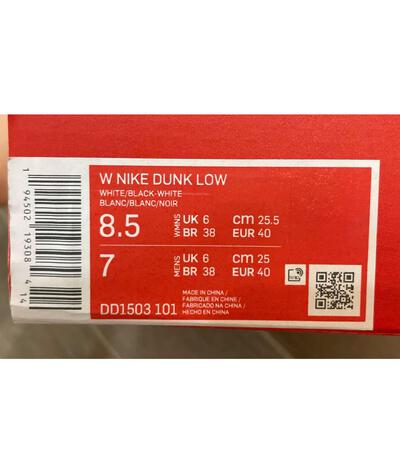 W NIKE DUNK LOW
WHITE/BLACK-WHITE
BLANC/BLANC/NOIR
8.5 WMNS UK 6 cm 25.5
BR 38 EUR 40
7 MENS UK 6 cm 25
BR 38 EUR 40
DD1503 101
MADE IN CHINA /
FABRIQUE EN CHINE /
FABRICADO NA CHINA /
HECHO EN CHINA
1 94502 19308 4 14